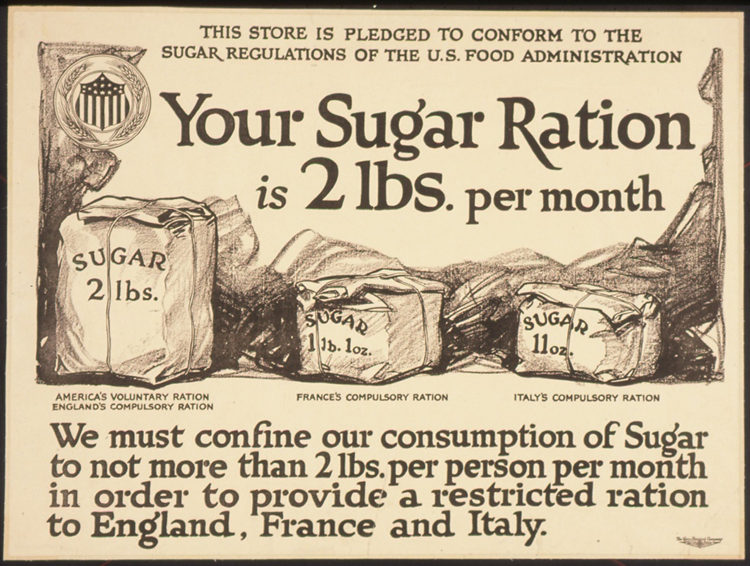 THIS STORE IS PLEDGED TO CONFORM TO THE
SUGAR REGULATIONS OF THE U.S. FOOD ADMINISTRATION
Your Sugar Ration
is 2 lbs. per month
SUGAR
2 lbs.
SUGAR
1 lb. 1oz.
SUGAR
11oz.
AMERICA'S VOLUNTARY RATION
ENGLAND'S COMPULSORY RATION
FRANCE'S COMPULSORY RATION
ITALY'S COMPULSORY RATION
We must confine our consumption of Sugar
to not more than 2 lbs. per person per month
in order to provide a restricted ration
to England, France and Italy.